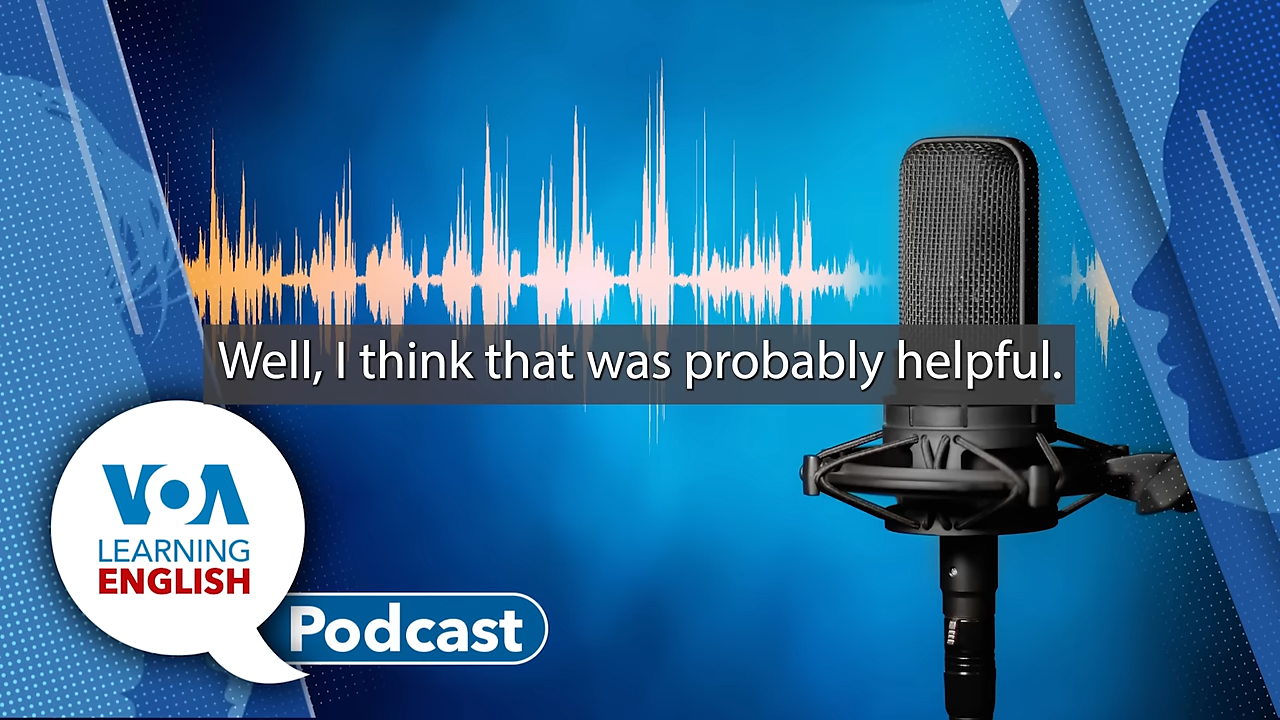 Well, I think that was probably helpful.
VOA
LEARNING
ENGLISH
Podcast